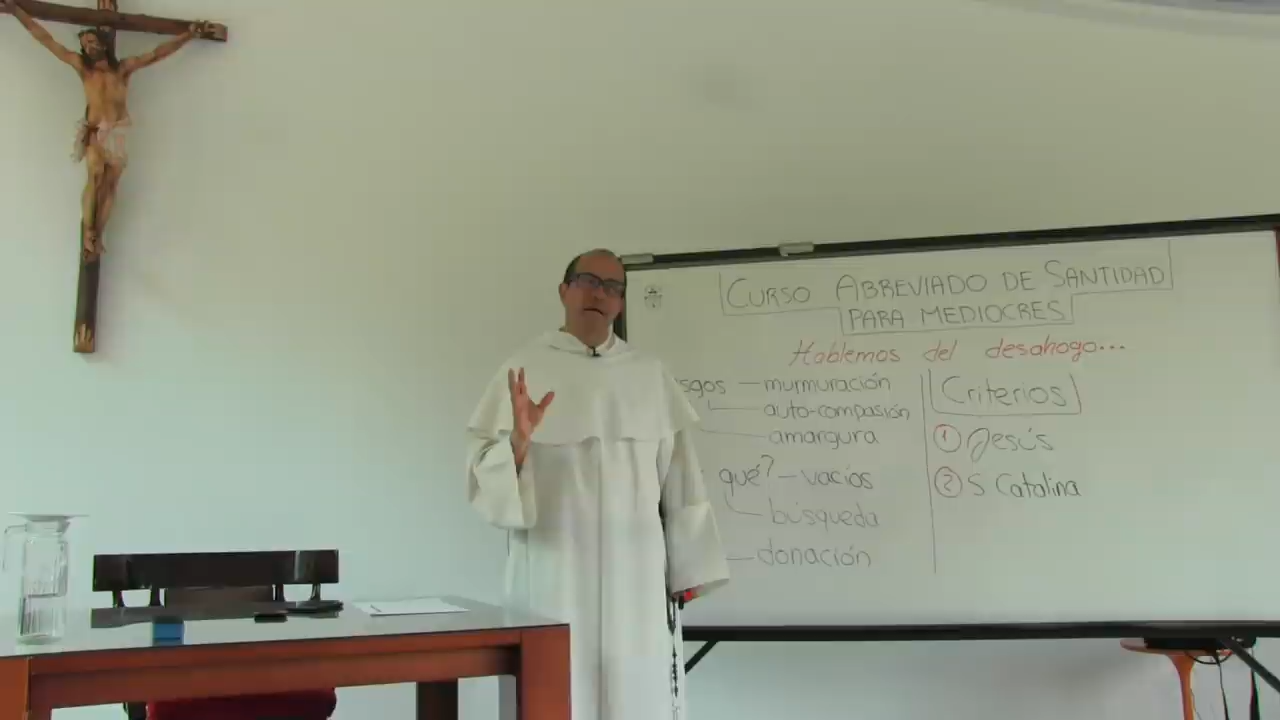 CURSO ABREVIADO DE SANTIDAD
PARA MEDIOCRES
Hablemos del desahogo...
sgos — murmuración
auto-compasión
amargura
qué? — vacíos
búsqueda
— donación
Criterios
① Jesús
② S Catalina